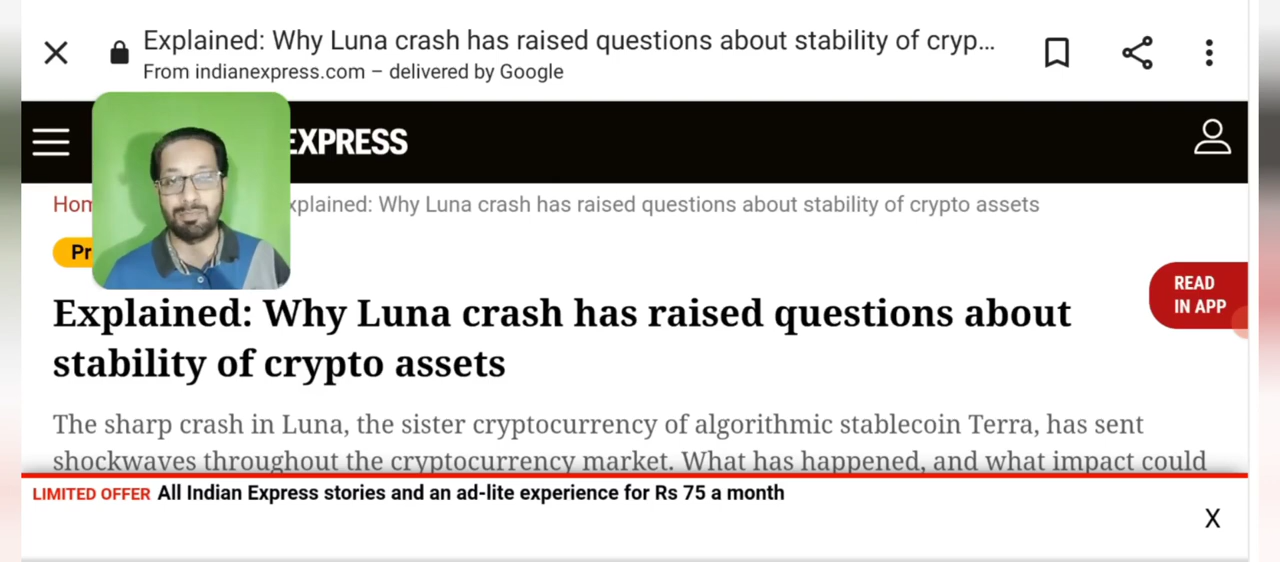 Explained: Why Luna crash has raised questions about stability of cryp...
From indianexpress.com – delivered by Google
EXPRESS
Explained: Why Luna crash has raised questions about stability of crypto assets
READ
IN APP
Explained: Why Luna crash has raised questions about
stability of crypto assets
The sharp crash in Luna, the sister cryptocurrency of algorithmic stablecoin Terra, has sent
shockwaves throughout the cryptocurrency market. What has happened, and what impact could
LIMITED OFFER All Indian Express stories and an ad-lite experience for Rs 75 a month
X